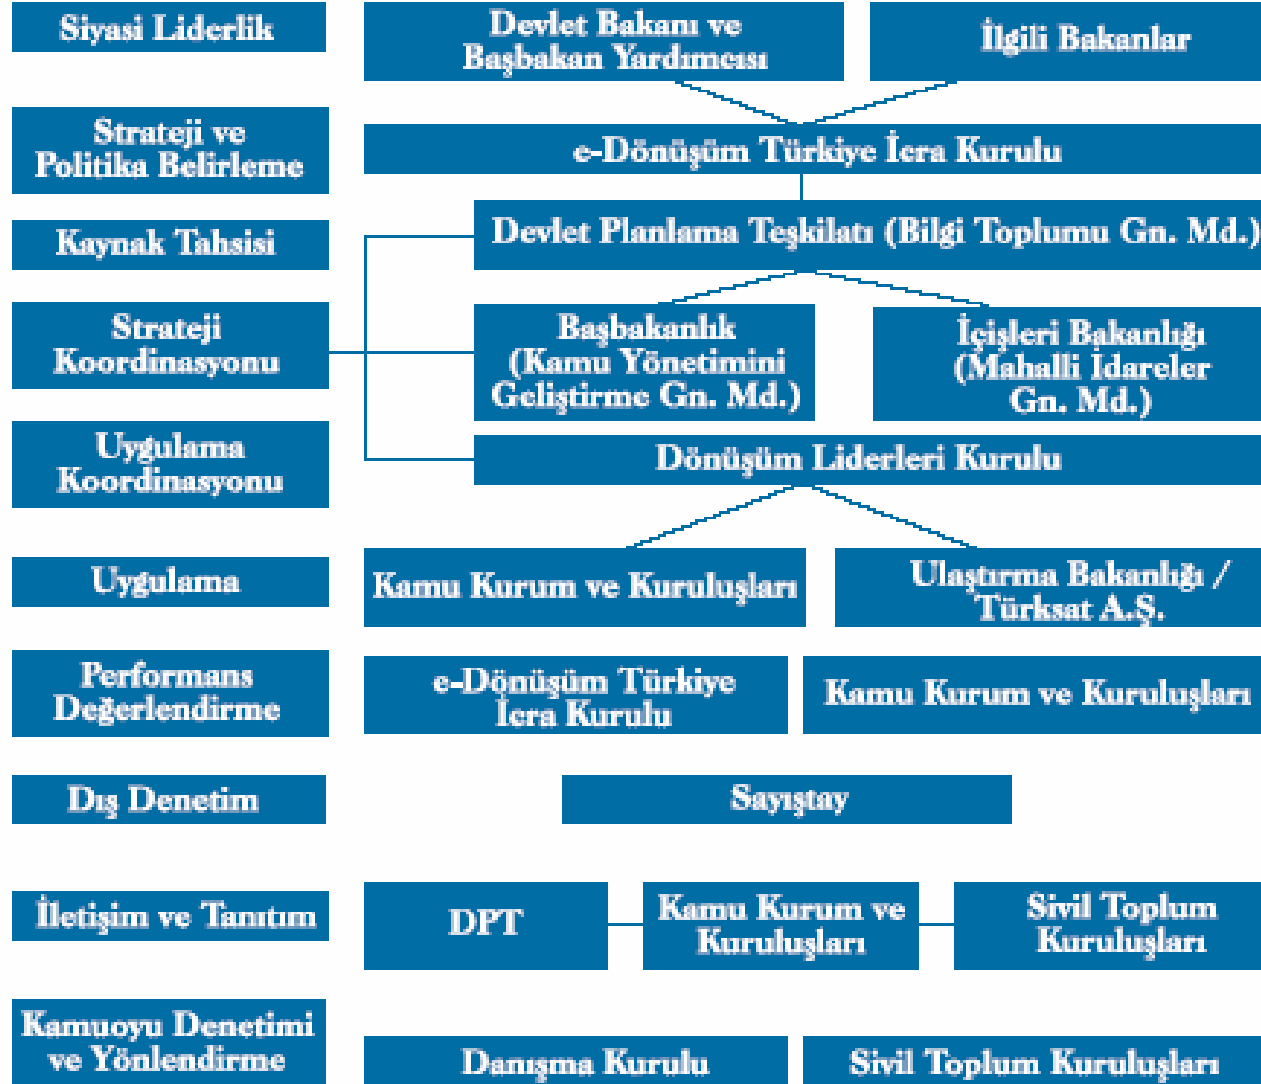 Siyasi Liderlik
Devlet Bakanı ve
Başbakan Yardımcısı
İlgili Bakanlar
Strateji ve
Politika Belirleme
e-Dönüşüm Türkiye İcra Kurulu
Kaynak Tahsisi
Devlet Planlama Teşkilatı (Bilgi Toplumu Gn. Md.)
Strateji
Koordinasyonu
Başbakanlık
(Kamu Yönetimini
Geliştirme Gn. Md.)
İçişleri Bakanlığı
(Mahalli İdareler
Gn. Md.)
Uygulama
Koordinasyonu
Dönüşüm Liderleri Kurulu
Uygulama
Kamu Kurum ve Kuruluşları
Ulaştırma Bakanlığı /
Türksat A.Ş.
Performans
Değerlendirme
e-Dönüşüm Türkiye
İcra Kurulu
Kamu Kurum ve Kuruluşları
Dış Denetim
Sayıştay
İletişim ve Tanıtım
DPT
Kamu Kurum ve
Kuruluşları
Sivil Toplum
Kuruluşları
Kamuoyu Denetimi
ve Yönlendirme
Danışma Kurulu
Sivil Toplum Kuruluşları